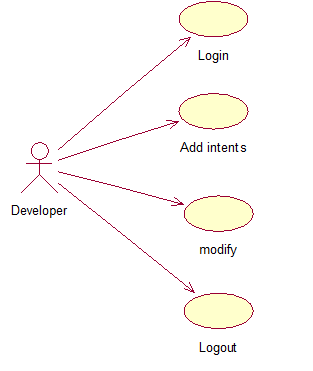 Login
Add intents
Developer
modify
Logout